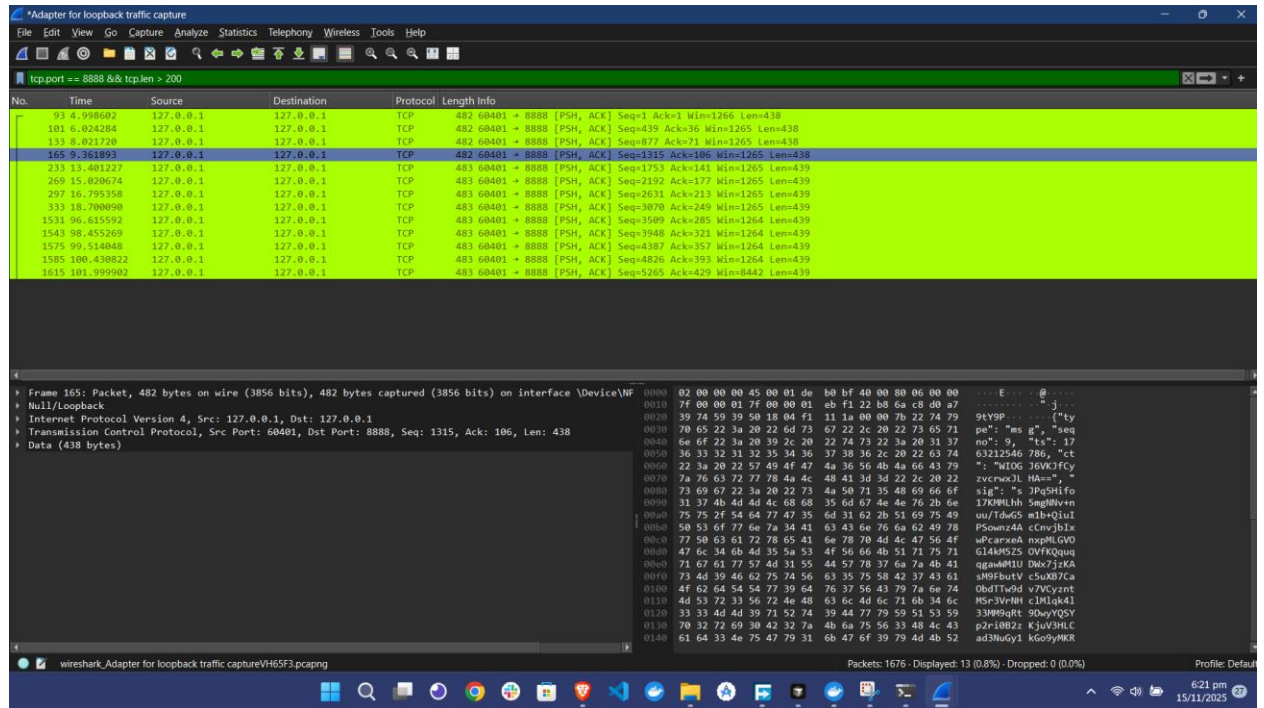 *Adapter for loopback traffic capture
File Edit View Go Capture Analyze Statistics Telephony Wireless Tools Help
tcp.port == 8888 && tcp.len > 200
No. Time Source Destination Protocol Length Info
93 4.998602 127.0.0.1 127.0.0.1 TCP 482 60401 → 8888 [PSH, ACK] Seq=1 Ack=1 Win=1266 Len=438
101 6.024284 127.0.0.1 127.0.0.1 TCP 482 60401 → 8888 [PSH, ACK] Seq=439 Ack=36 Win=1265 Len=438
133 8.021720 127.0.0.1 127.0.0.1 TCP 482 60401 → 8888 [PSH, ACK] Seq=877 Ack=71 Win=1265 Len=438
165 9.361893 127.0.0.1 127.0.0.1 TCP 482 60401 → 8888 [PSH, ACK] Seq=1315 Ack=106 Win=1265 Len=438
233 13.401227 127.0.0.1 127.0.0.1 TCP 483 60401 → 8888 [PSH, ACK] Seq=1753 Ack=141 Win=1265 Len=439
269 15.020674 127.0.0.1 127.0.0.1 TCP 483 60401 → 8888 [PSH, ACK] Seq=2192 Ack=177 Win=1265 Len=439
297 16.795358 127.0.0.1 127.0.0.1 TCP 483 60401 → 8888 [PSH, ACK] Seq=2631 Ack=213 Win=1265 Len=439
333 18.700090 127.0.0.1 127.0.0.1 TCP 483 60401 → 8888 [PSH, ACK] Seq=3070 Ack=249 Win=1265 Len=439
1531 96.615592 127.0.0.1 127.0.0.1 TCP 483 60401 → 8888 [PSH, ACK] Seq=3509 Ack=285 Win=1264 Len=439
1543 98.455269 127.0.0.1 127.0.0.1 TCP 483 60401 → 8888 [PSH, ACK] Seq=3948 Ack=321 Win=1264 Len=439
1575 99.514048 127.0.0.1 127.0.0.1 TCP 483 60401 → 8888 [PSH, ACK] Seq=4387 Ack=357 Win=1264 Len=439
1585 100.430822 127.0.0.1 127.0.0.1 TCP 483 60401 → 8888 [PSH, ACK] Seq=4826 Ack=393 Win=1264 Len=439
1615 101.999902 127.0.0.1 127.0.0.1 TCP 483 60401 → 8888 [PSH, ACK] Seq=5265 Ack=429 Win=8442 Len=439
Frame 165: Packet, 482 bytes on wire (3856 bits), 482 bytes captured (3856 bits) on interface \Device\NF
Null/Loopback
Internet Protocol Version 4, Src: 127.0.0.1, Dst: 127.0.0.1
Transmission Control Protocol, Src Port: 60401, Dst Port: 8888, Seq: 1315, Ack: 106, Len: 438
Data (438 bytes)
0000 02 00 00 00 45 00 01 de b0 bf 40 00 80 06 00 00 ····E··· ··@·····
0010 7f 00 00 01 7f 00 00 01 eb f1 22 b8 6a c8 d0 a7 ········ ··"·j···
0020 39 74 59 39 50 18 04 f1 11 1a 00 00 7b 22 74 79 9tY9P··· ····{"ty
0030 70 65 22 3a 20 22 6d 73 67 22 2c 20 22 73 65 71 pe": "ms g", "seq
0040 6e 6f 22 3a 20 39 2c 20 22 74 73 22 3a 20 31 37 no": 9, "ts": 17
0050 36 33 32 31 32 35 34 36 37 38 36 2c 20 22 63 74 63212546 786, "ct
0060 22 3a 20 22 57 49 4f 47 4a 36 56 4b 4a 66 43 79 ": "WIOG J6VKJfCy
0070 7a 76 63 72 77 78 4a 4c 48 41 3d 3d 22 2c 20 22 zvcrwxJL HA==", "
0080 73 69 67 22 3a 20 22 73 4a 50 71 35 48 69 66 6f sig": "s JPq5Hifo
0090 31 37 4b 4d 4d 4c 68 68 35 6d 67 4e 4e 76 2b 6e 17KMMLhh 5mgNNv+n
00a0 75 75 2f 54 64 77 47 35 6d 31 62 2b 51 69 75 49 uu/TdwG5 m1b+QiuI
00b0 50 53 6f 77 6e 7a 34 41 63 43 6e 76 6a 62 49 78 PSownz4A cCnvjbIx
00c0 77 50 63 61 72 78 65 41 6e 78 70 4d 4c 47 56 4f wPcarxeA nxpMLGVO
00d0 47 6c 34 6b 4d 35 5a 53 4f 56 66 4b 51 71 75 71 Gl4kM5ZS OVfKQquq
00e0 71 67 61 77 57 4d 31 55 44 57 78 37 6a 7a 4b 41 qgawWM1U DWx7jzKA
00f0 73 4d 39 46 62 75 74 56 63 35 75 58 42 37 43 61 sM9FbutV c5uXB7Ca
0100 4f 62 64 54 54 77 39 64 76 37 56 43 79 7a 6e 74 ObdTTw9d v7VCyznt
0110 4d 53 72 33 56 72 4e 48 63 6c 4d 6c 71 6b 34 6c MSr3VrNH clMlqk4l
0120 33 33 4d 4d 39 71 52 74 39 44 77 79 59 51 53 59 33MM9qRt 9DwyYQSY
0130 70 32 72 69 30 42 32 7a 4b 6a 75 56 33 48 4c 43 p2ri0B2z KjuV3HLC
0140 61 64 33 4e 75 47 79 31 6b 47 6f 39 79 4d 4b 52 ad3NuGy1 kGo9yMKR
wireshark_Adapter for loopback traffic captureVH65F3.pcapng Packets: 1676 · Displayed: 13 (0.8%) · Dropped: 0 (0.0%) Profile: Default
6:21 pm
15/11/2025
27